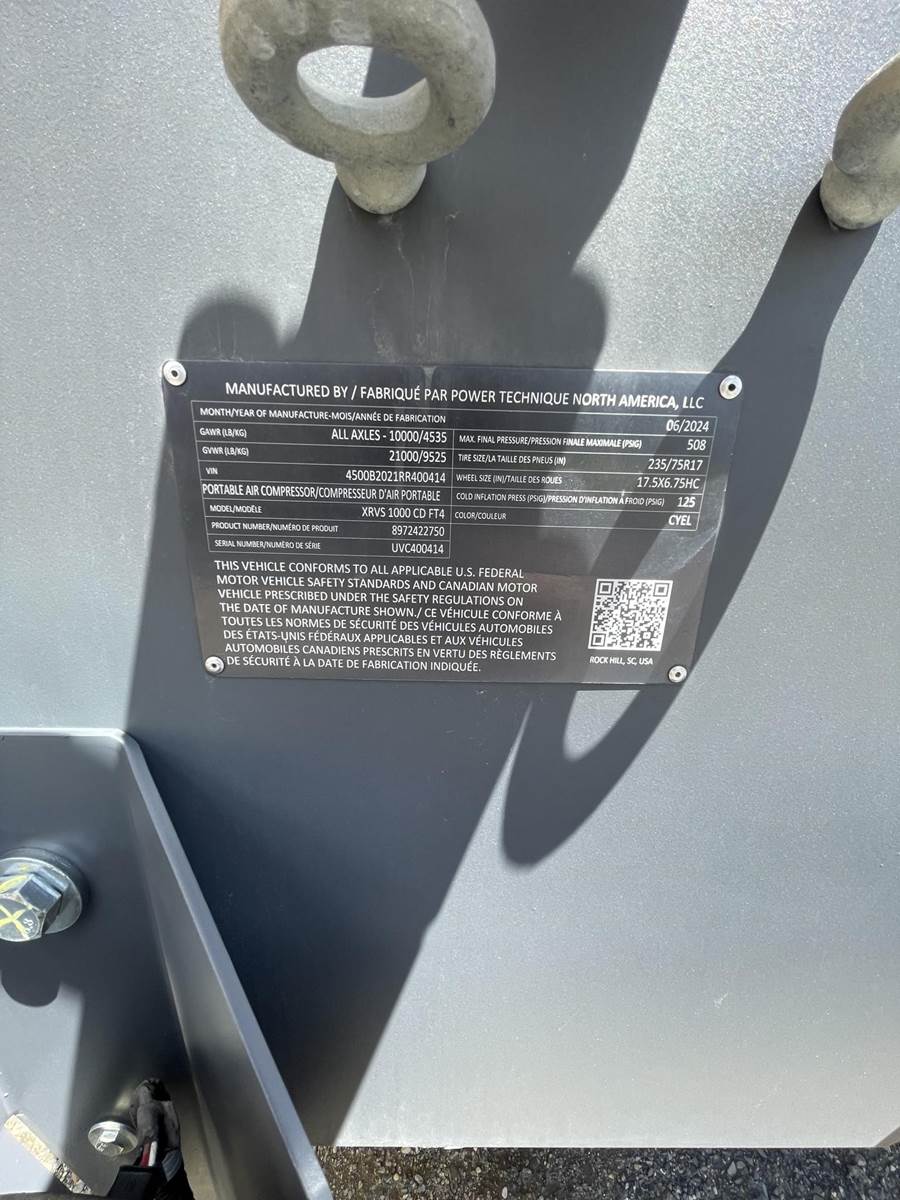 MANUFACTURED BY / FABRIQUÉ PAR POWER TECHNIQUE NORTH AMERICA, LLC
MONTH/YEAR OF MANUFACTURE-MOIS/ANNÉE DE FABRICATION 06/2024
GAWR (LB/KG) ALL AXLES - 10000/4535
GVWR (LB/KG) 21000/9525
VIN 4500B2021RR400414
PORTABLE AIR COMPRESSOR/COMPRESSEUR D'AIR PORTABLE
MODEL/MODÈLE XRVS 1000 CD FT4
PRODUCT NUMBER/NUMÉRO DE PRODUIT 8972422750
SERIAL NUMBER/NUMÉRO DE SÉRIE UVC400414
MAX. FINAL PRESSURE/PRESSION FINALE MAXIMALE (PSIG) 508
TIRE SIZE/LA TAILLE DES PNEUS (IN) 235/75R17
WHEEL SIZE (IN)/TAILLE DES ROUES 17.5X6.75HC
COLD INFLATION PRESS (PSIG)/PRESSION D'INFLATION À FROID (PSIG) 125
COLOR/COULEUR CYEL
THIS VEHICLE CONFORMS TO ALL APPLICABLE U.S. FEDERAL
MOTOR VEHICLE SAFETY STANDARDS AND CANADIAN MOTOR
VEHICLE PRESCRIBED UNDER THE SAFETY REGULATIONS ON
THE DATE OF MANUFACTURE SHOWN./ CE VÉHICULE CONFORME À
TOUTES LES NORMES DE SÉCURITÉ DES VÉHICULES AUTOMOBILES
DES ÉTATS-UNIS FÉDÉRAUX APPLICABLES ET AUX VÉHICULES
AUTOMOBILES CANADIENS PRESCRITS EN VERTU DES RÈGLEMENTS
DE SÉCURITÉ À LA DATE DE FABRICATION INDIQUÉE.
ROCK HILL, SC, USA